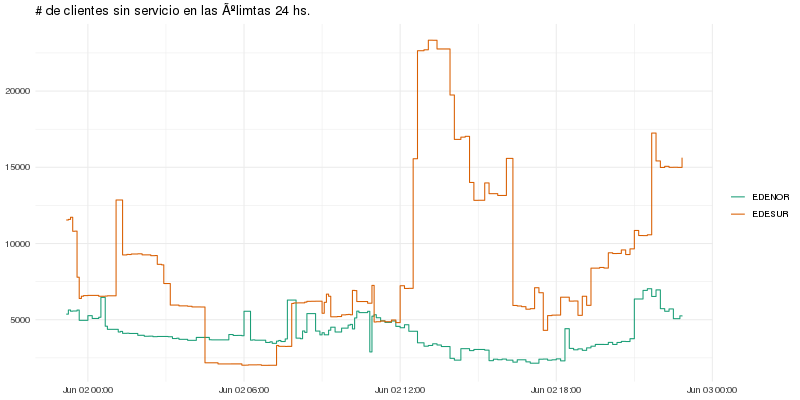 # de clientes sin servicio en las Ãºlimtas 24 hs.
20000
15000
10000
5000
Jun 02 00:00
Jun 02 06:00
Jun 02 12:00
Jun 02 18:00
Jun 03 00:00
EDENOR
EDESUR